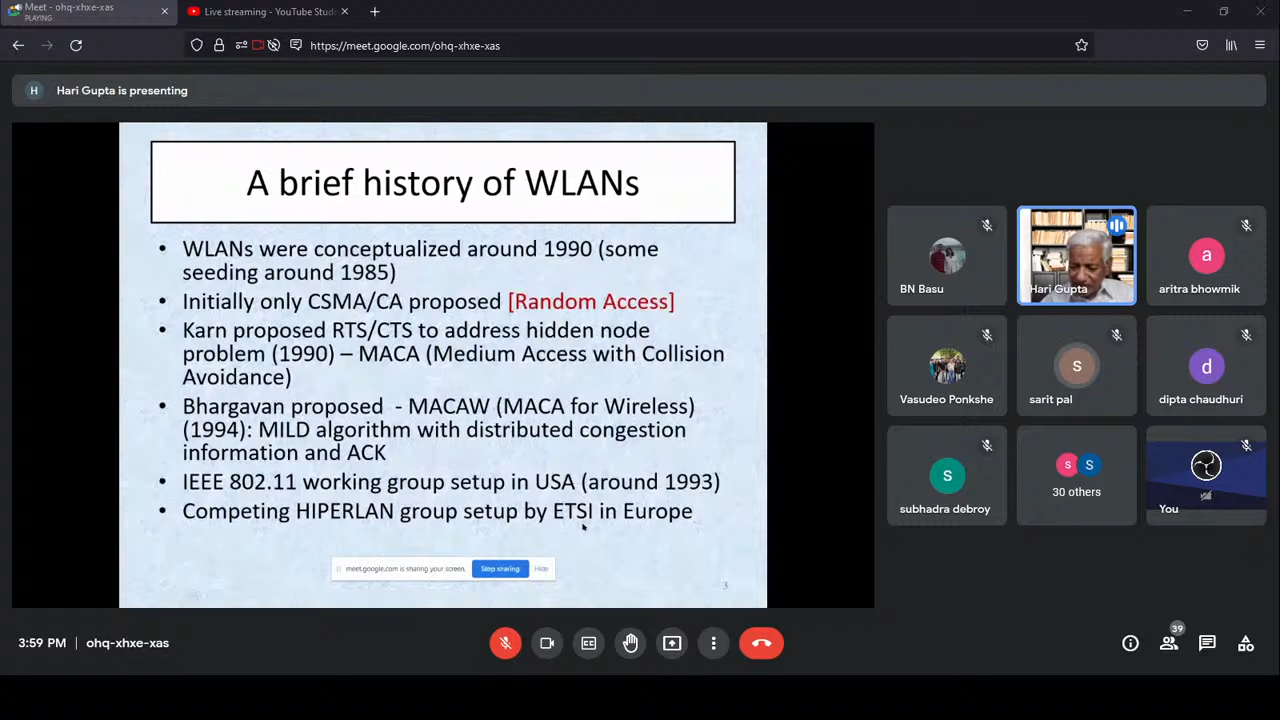 Meet - ohq-xhxe-xas
PLAYING
Live streaming - YouTube Stud
https://meet.google.com/ohq-xhxe-xas
H Hari Gupta is presenting
A brief history of WLANs
• WLANs were conceptualized around 1990 (some
seeding around 1985)
• Initially only CSMA/CA proposed [Random Access]
• Karn proposed RTS/CTS to address hidden node
problem (1990) – MACA (Medium Access with Collision
Avoidance)
• Bhargavan proposed - MACAW (MACA for Wireless)
(1994): MILD algorithm with distributed congestion
information and ACK
• IEEE 802.11 working group setup in USA (around 1993)
• Competing HIPERLAN group setup by ETSI in Europe
meet.google.com is sharing your screen. Stop sharing Hide
3
BN Basu
Hari Gupta
a
aritra bhowmik
Vasudeo Ponkshe
s
sarit pal
d
dipta chaudhuri
s
subhadra debroy
s S
30 others
You
3:59 PM | ohq-xhxe-xas
39